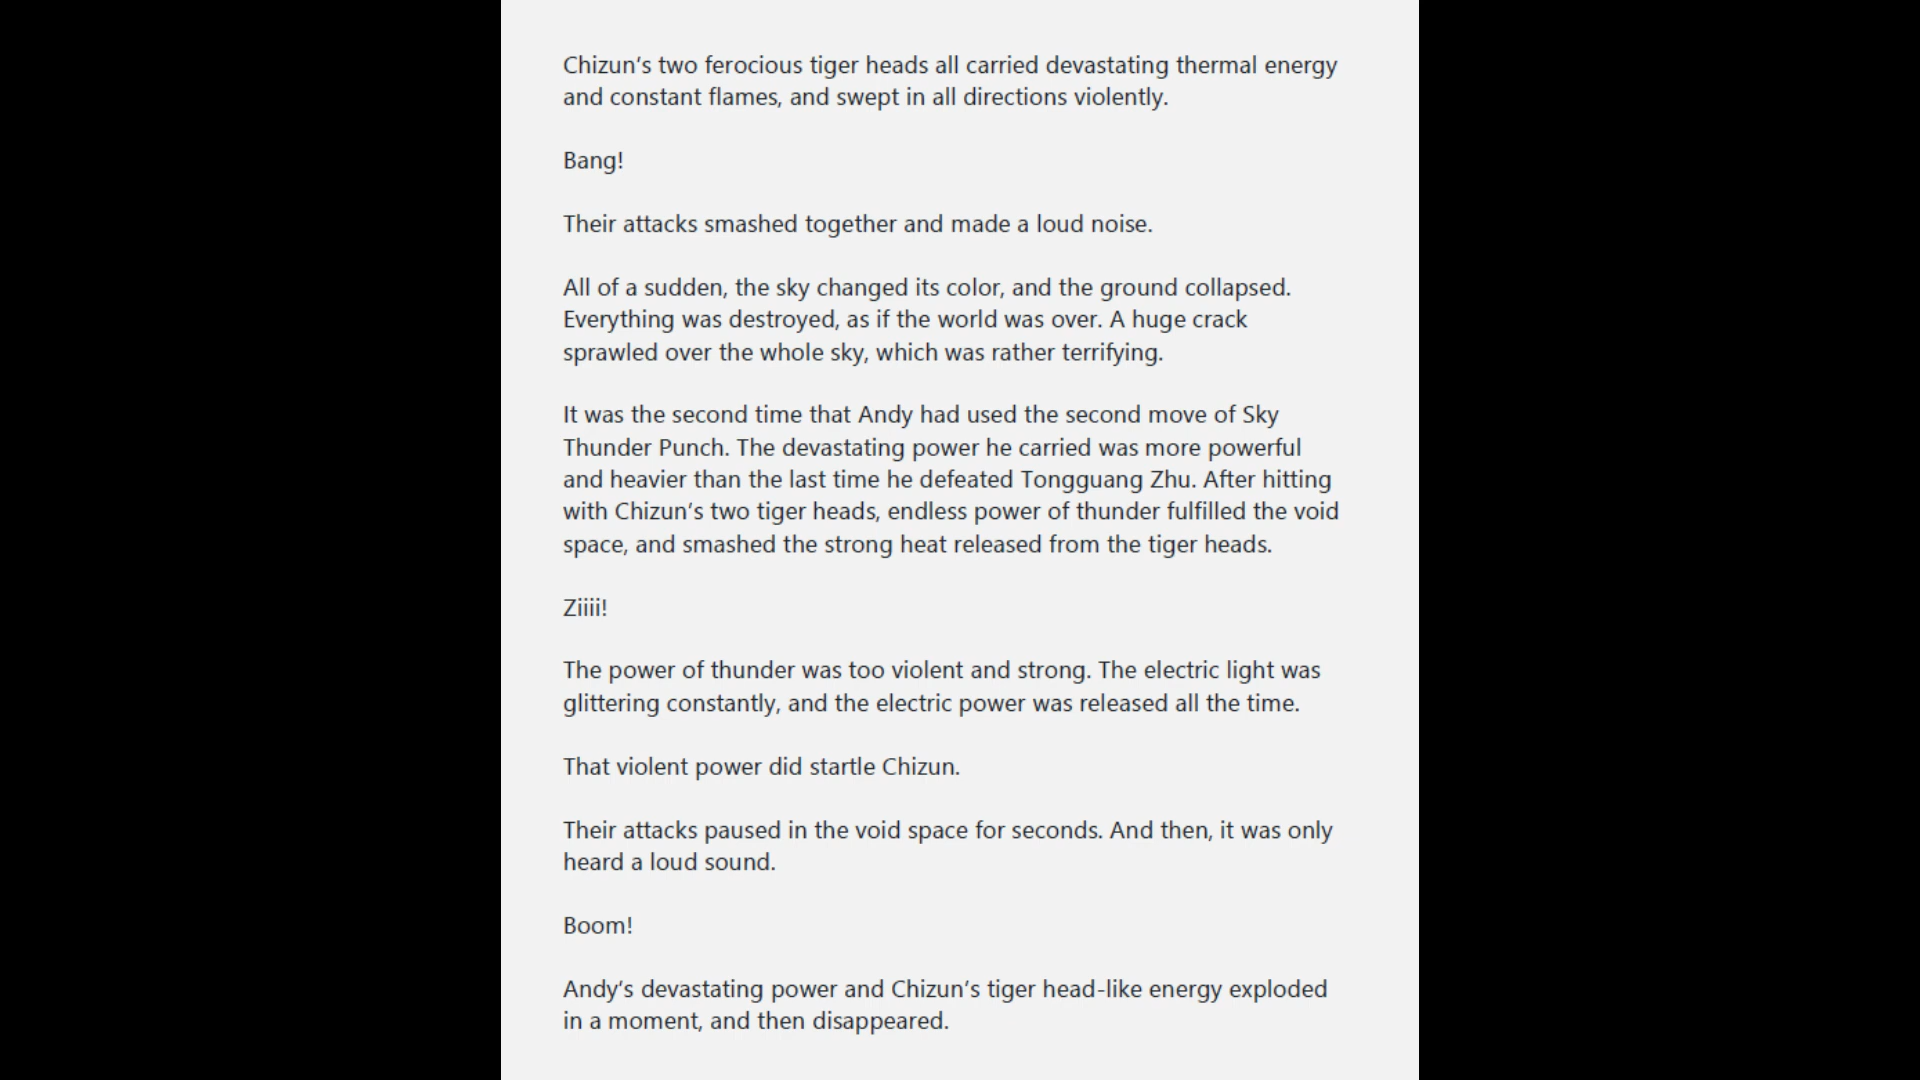 Chizun’s two ferocious tiger heads all carried devastating thermal energy
and constant flames, and swept in all directions violently.
Bang!
Their attacks smashed together and made a loud noise.
All of a sudden, the sky changed its color, and the ground collapsed.
Everything was destroyed, as if the world was over. A huge crack
sprawled over the whole sky, which was rather terrifying.
It was the second time that Andy had used the second move of Sky
Thunder Punch. The devastating power he carried was more powerful
and heavier than the last time he defeated Tongguang Zhu. After hitting
with Chizun’s two tiger heads, endless power of thunder fulfilled the void
space, and smashed the strong heat released from the tiger heads.
Ziiii!
The power of thunder was too violent and strong. The electric light was
glittering constantly, and the electric power was released all the time.
That violent power did startle Chizun.
Their attacks paused in the void space for seconds. And then, it was only
heard a loud sound.
Boom!
Andy’s devastating power and Chizun’s tiger head-like energy exploded
in a moment, and then disappeared.